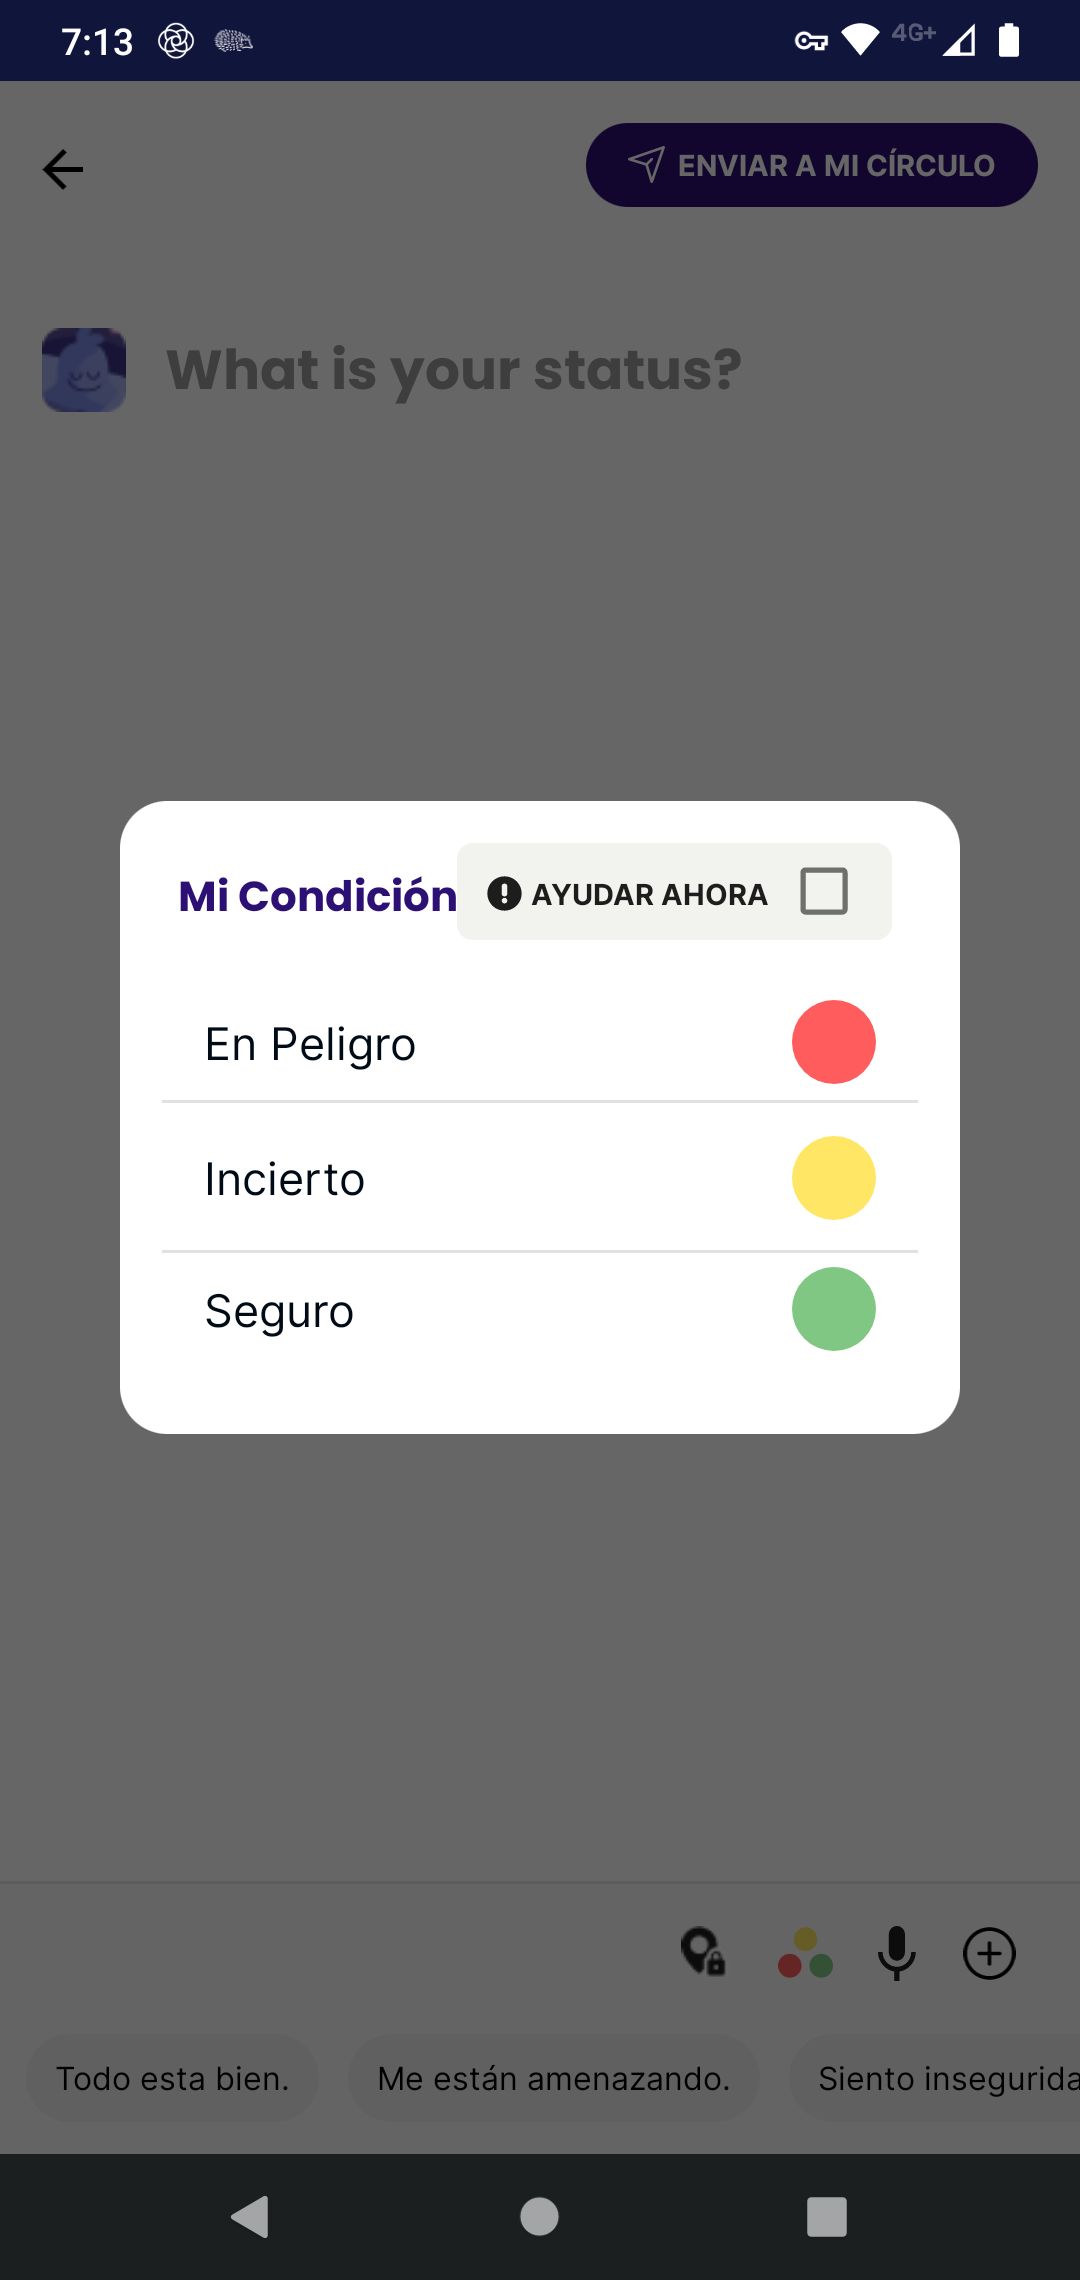 7:13
4G+
ENVIAR A MI CÍRCULO
What is your status?
Mi Condición
AYUDAR AHORA
En Peligro
Incierto
Seguro
Todo esta bien.
Me están amenazando.
Siento insegurida